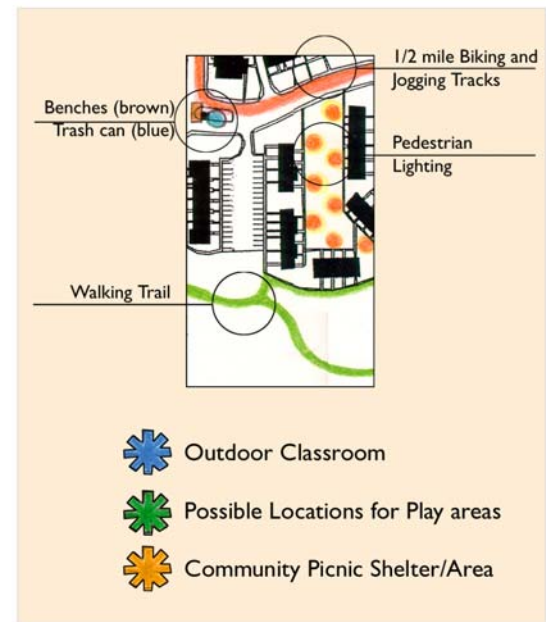 1/2 mile Biking and
Jogging Tracks
Benches (brown)
Trash can (blue)
Pedestrian
Lighting
Walking Trail
Outdoor Classroom
Possible Locations for Play areas
Community Picnic Shelter/Area